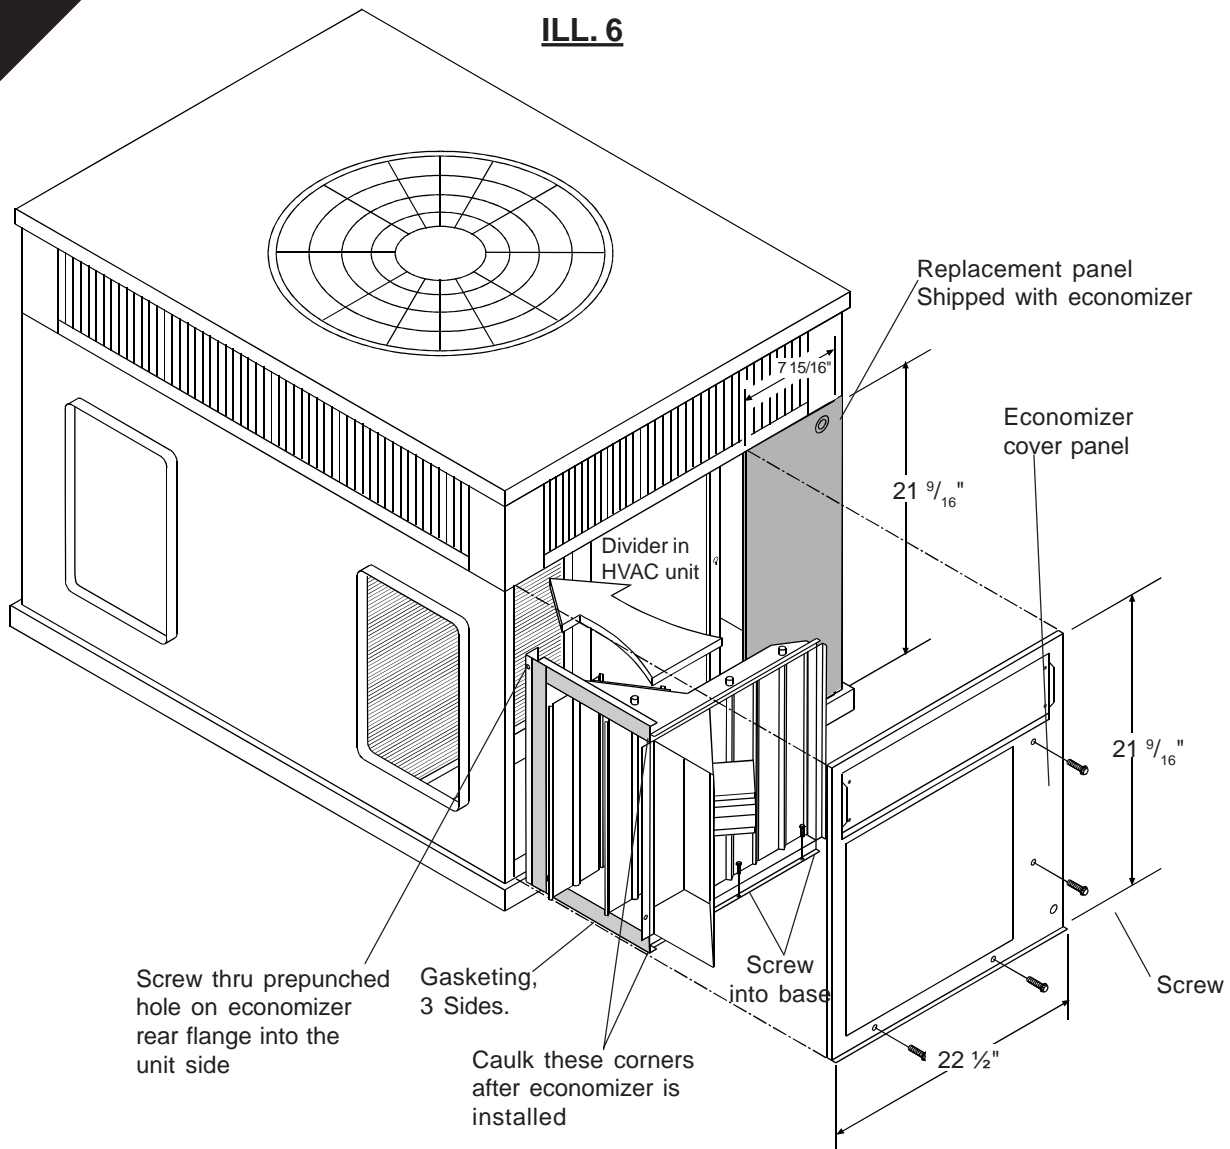 ILL. 6
Replacement panel
Shipped with economizer
7 15/16"
Economizer
cover panel
21 9/16"
Divider in
HVAC unit
21 9/16"
Screw thru prepunched
hole on economizer
rear flange into the
unit side
Gasketing,
3 Sides.
Screw
into base
Screw
Caulk these corners
after economizer is
installed
22 ½"